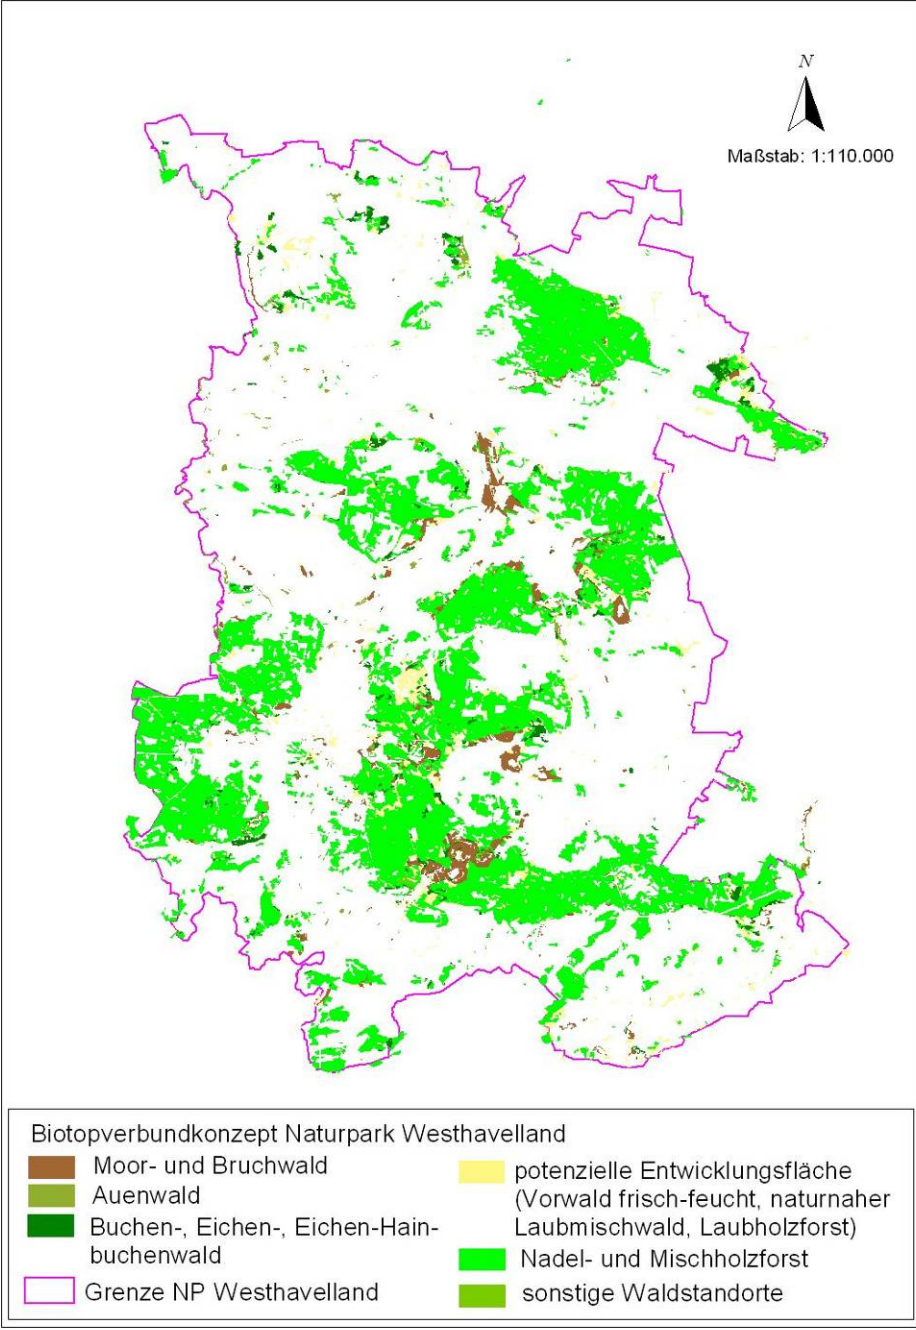 N
Maßstab: 1:110.000
Biotopverbundkonzept Naturpark Westhavelland
Moor- und Bruchwald
Auenwald
Buchen-, Eichen-, Eichen-Hain-
buchenwald
Grenze NP Westhavelland
potenzielle Entwicklungsfläche
(Vorwald frisch-feucht, naturnaher
Laubmischwald, Laubholzforst)
Nadel- und Mischholzforst
sonstige Waldstandorte